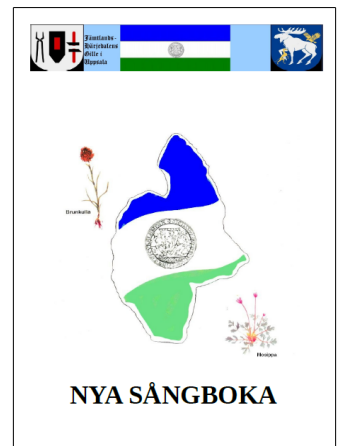 Jämtlands-
Härjedalens
Gille i
Uppsala
Brunkulla
Mosippa
NYA SÅNGBOKA